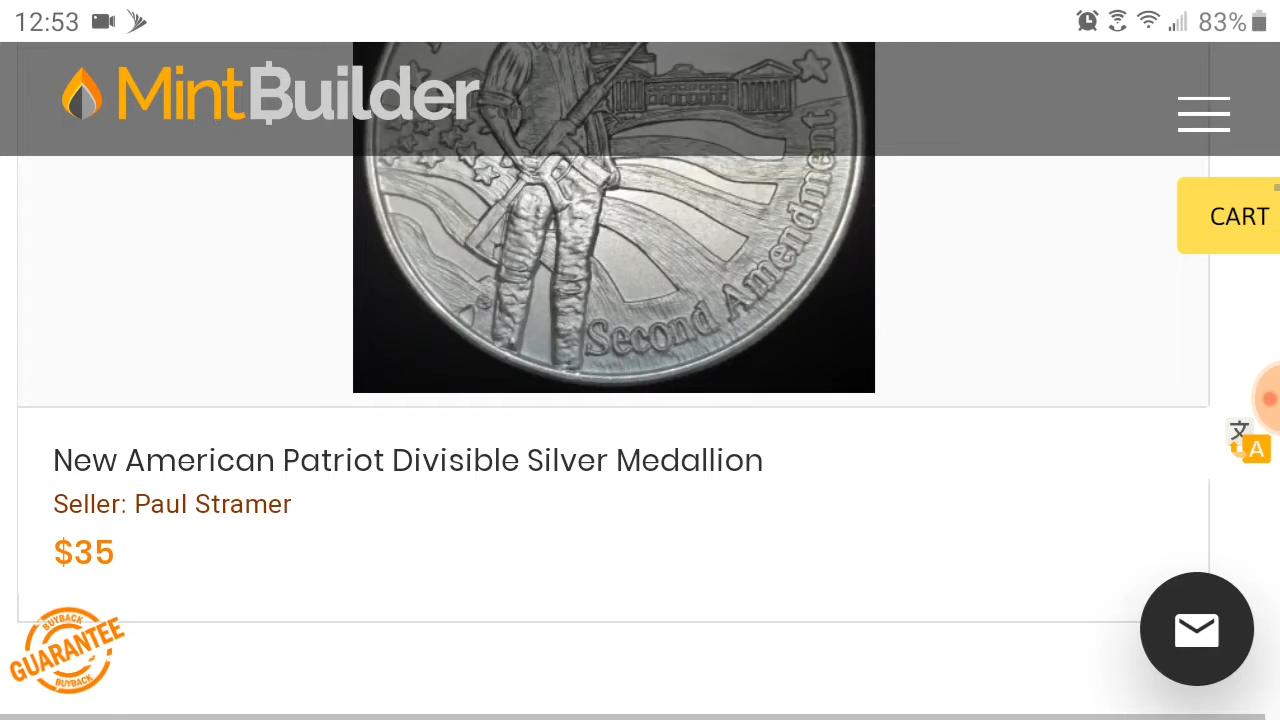 12:53
83%
MintBuilder
CART
Second Amendment
文
A
New American Patriot Divisible Silver Medallion
Seller: Paul Stramer
$35
BUYBACK
GUARANTEE
BUYBACK